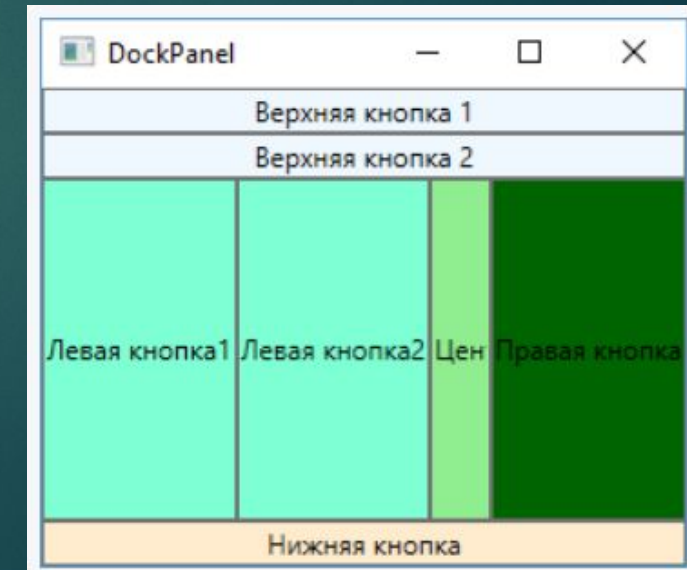 DockPanel
Верхняя кнопка 1
Верхняя кнопка 2
Левая кнопка1 Левая кнопка2 Цен Правая кнопка
Нижняя кнопка